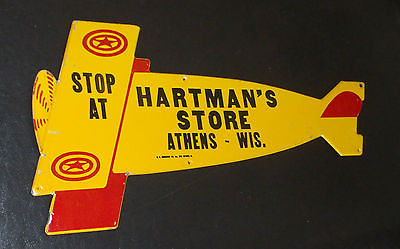 STOP
AT
HARTMAN'S
STORE
ATHENS - WIS.